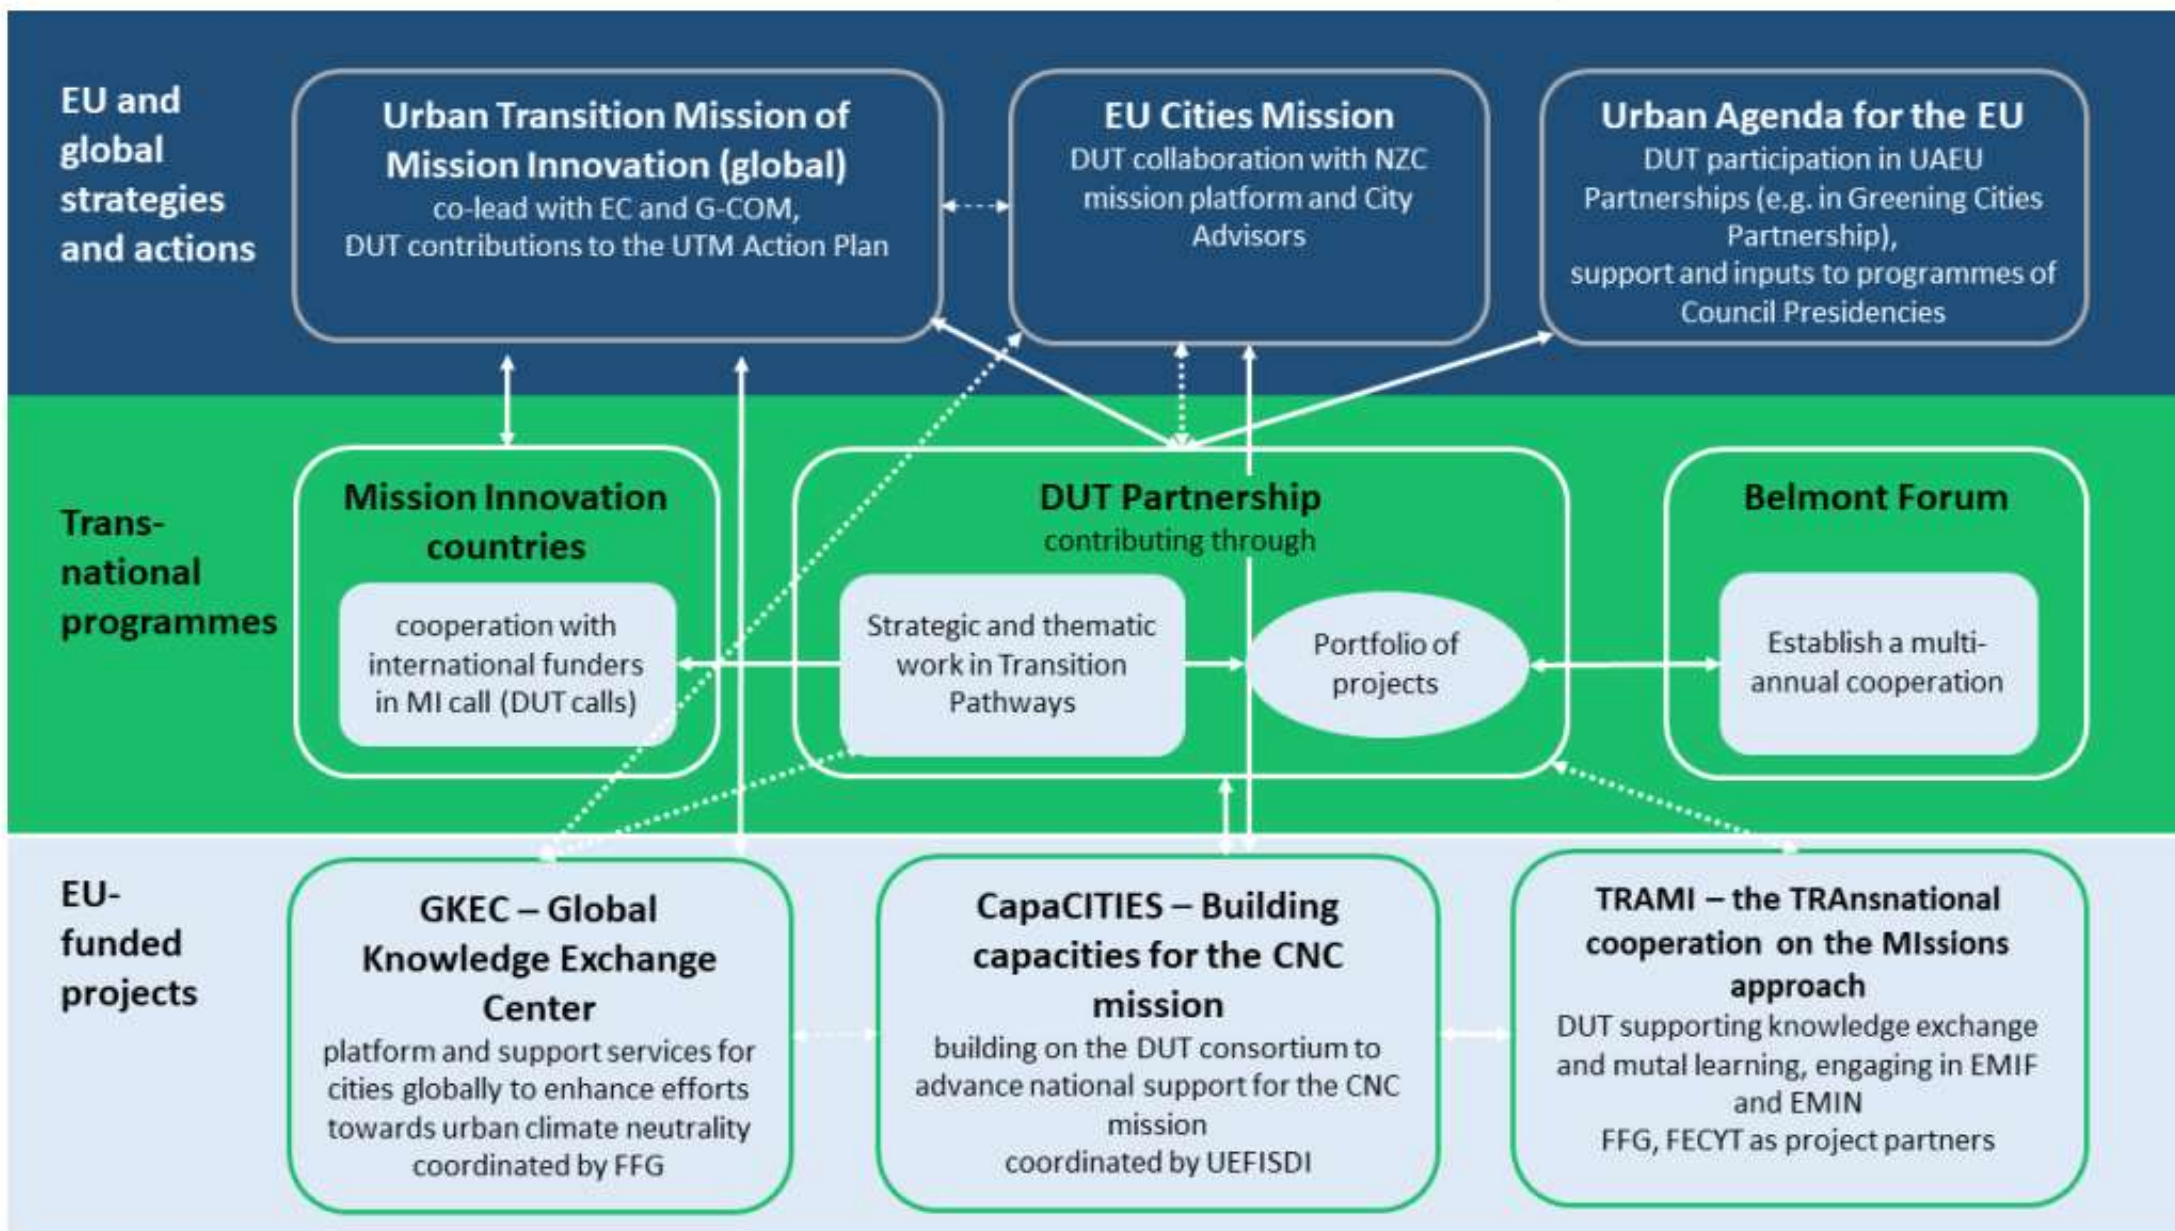 EU and
global
strategies
and actions
Urban Transition Mission of
Mission Innovation (global)
co-lead with EC and G-COM,
DUT contributions to the UTM Action Plan
EU Cities Mission
DUT collaboration with NZC
mission platform and City
Advisors
Urban Agenda for the EU
DUT participation in UAEU
Partnerships (e.g. in Greening Cities
Partnership),
support and inputs to programmes of
Council Presidencies
Trans-
national
programmes
Mission Innovation
countries
cooperation with
international funders
in MI call (DUT calls)
DUT Partnership
contributing through
Strategic and thematic
work in Transition
Pathways
Portfolio of
projects
Belmont Forum
Establish a multi-
annual cooperation
EU-
funded
projects
GKEC – Global
Knowledge Exchange
Center
platform and support services for
cities globally to enhance efforts
towards urban climate neutrality
coordinated by FFG
CapaCITIES – Building
capacities for the CNC
mission
building on the DUT consortium to
advance national support for the CNC
mission
coordinated by UEFISDI
TRAMI – the TRAnsnational
cooperation on the MIssions
approach
DUT supporting knowledge exchange
and mutal learning, engaging in EMIF
and EMIN
FFG, FECYT as project partners